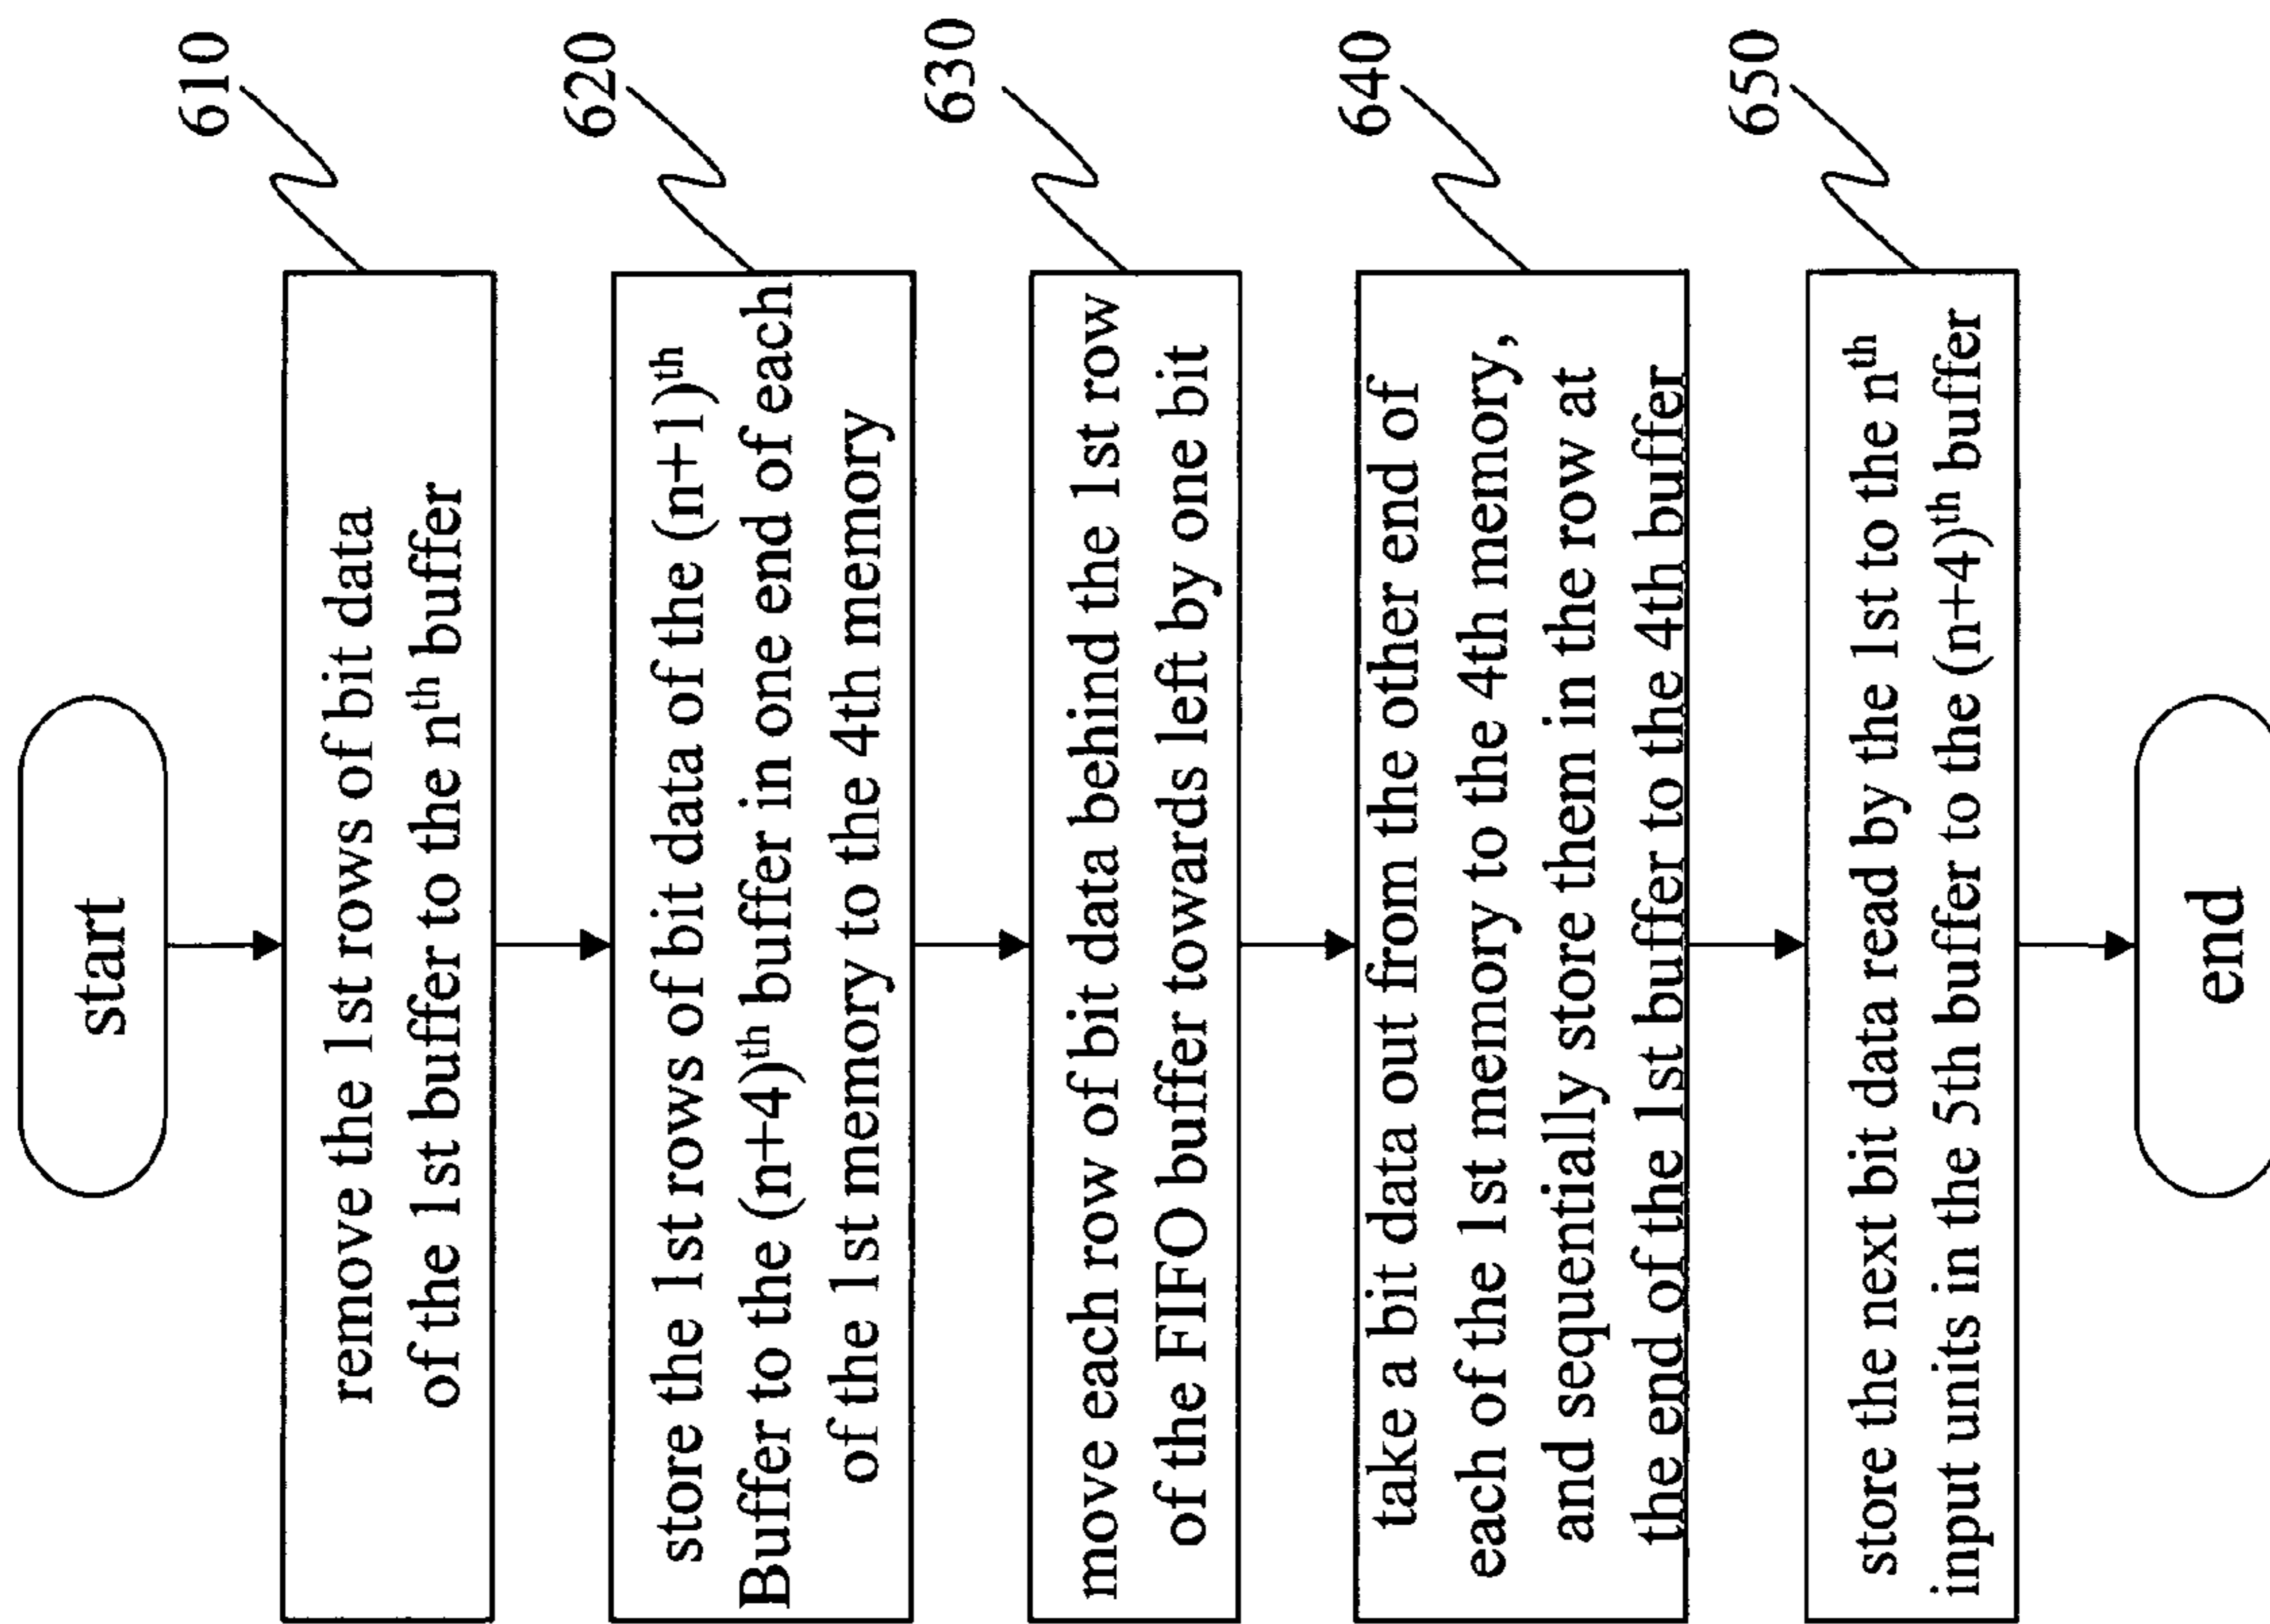 start
610
remove the 1st rows of bit data
of the 1st buffer to the nth buffer
620
store the 1st rows of bit data of the (n+1)th
Buffer to the (n+4)th buffer in one end of each
of the 1st memory to the 4th memory
630
move each row of bit data behind the 1st row
of the FIFO buffer towards left by one bit
640
take a bit data out from the other end of
each of the 1st memory to the 4th memory,
and sequentially store them in the row at
the end of the 1st buffer to the 4th buffer
650
store the next bit data read by the 1st to the nth
input units in the 5th buffer to the (n+4)th buffer
end